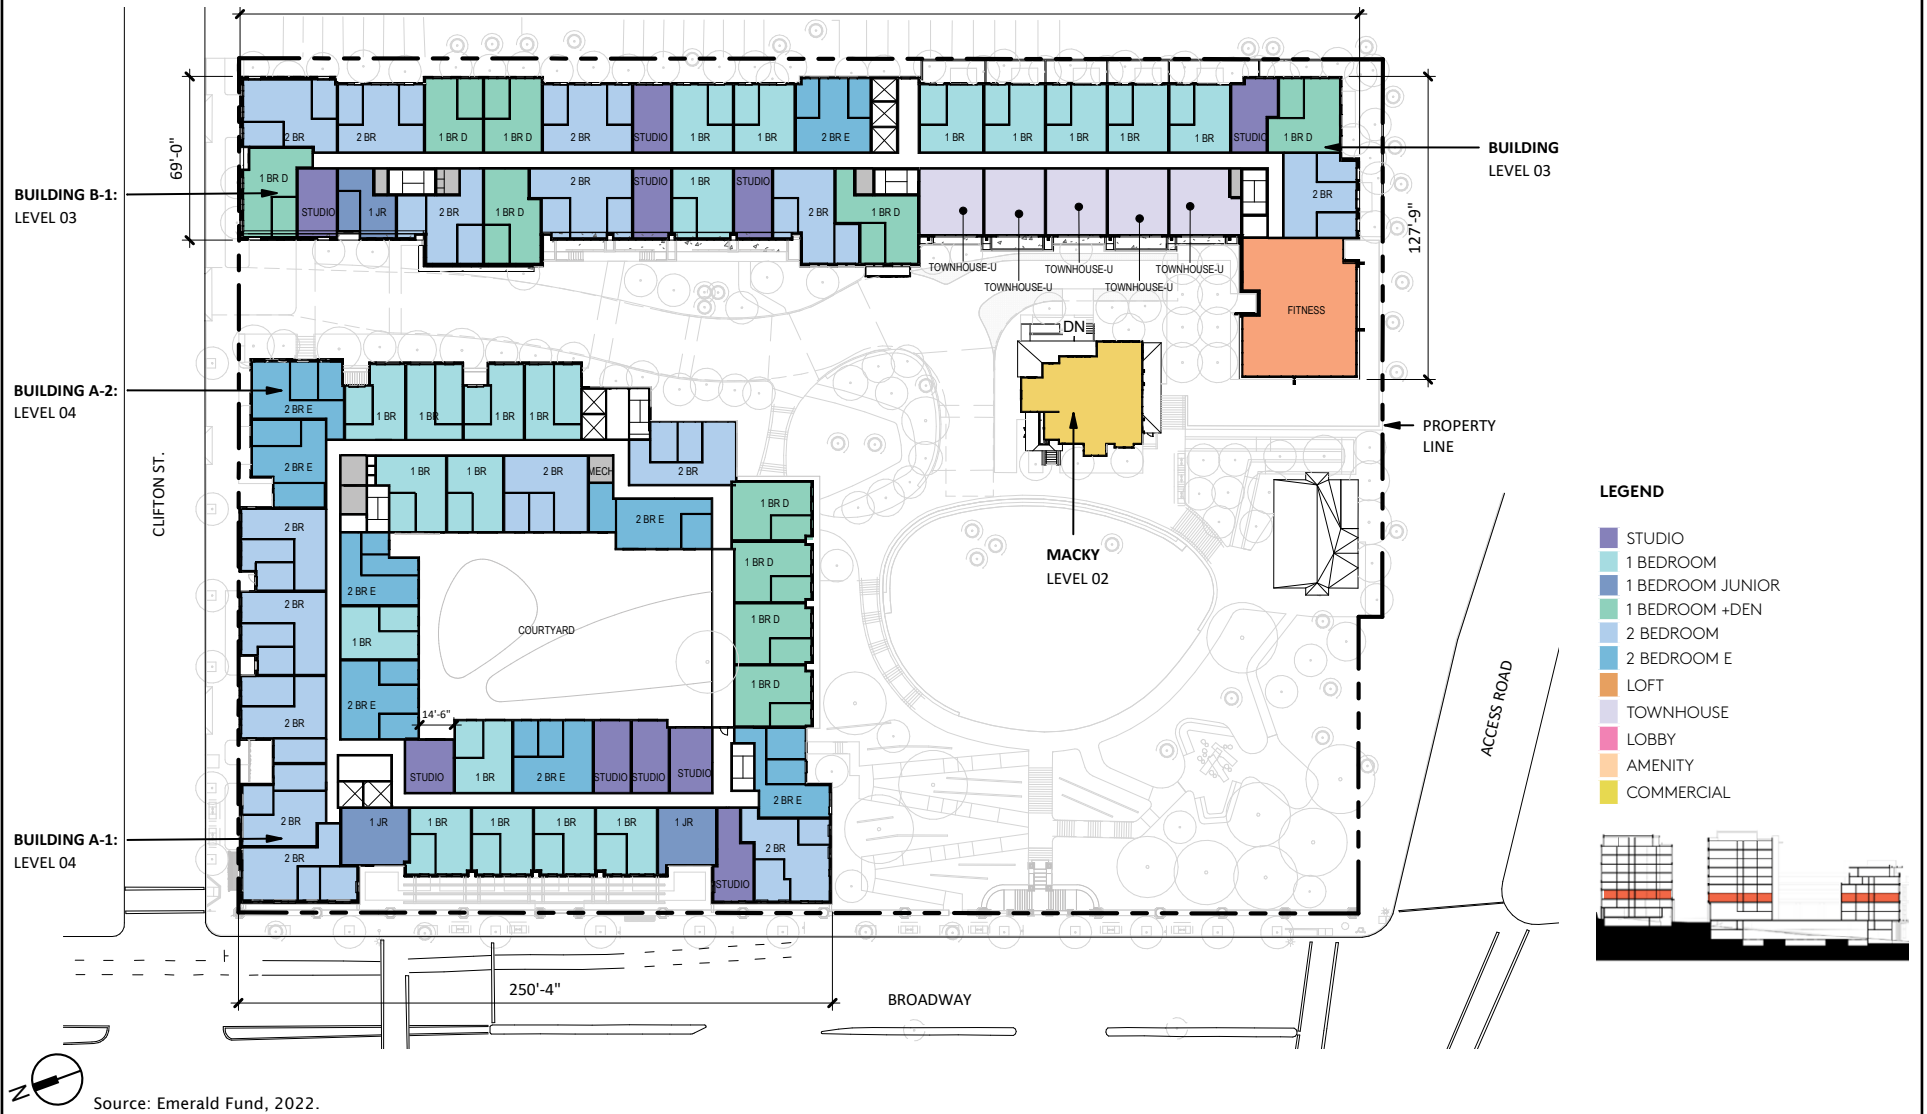 2 BR
2 BR
1 BR D
1 BR D
2 BR
STUDIO
1 BR
1 BR
2 BR E
1 BR
1 BR
1 BR
1 BR
1 BR
STUDIO
1 BR D
69'-0"
BUILDING
LEVEL 03
BUILDING B-1:
LEVEL 03
1 BR D
STUDIO
1 JR
2 BR
1 BR D
2 BR
STUDIO
1 BR
STUDIO
2 BR
1 BR D
2 BR
127'-9"
TOWNHOUSE-U
TOWNHOUSE-U
TOWNHOUSE-U
TOWNHOUSE-U
TOWNHOUSE-U
FITNESS
DN
BUILDING A-2:
LEVEL 04
2 BR E
1 BR
1 BR
1 BR
1 BR
2 BR E
1 BR
1 BR
2 BR
MECH
2 BR
PROPERTY
LINE
CLIFTON ST.
2 BR
2 BR E
1 BR D
MACKY
LEVEL 02
2 BR
2 BR E
1 BR D
1 BR
COURTYARD
1 BR D
2 BR
2 BR E
1 BR D
14'-6"
STUDIO
1 BR
2 BR E
STUDIO
STUDIO
STUDIO
2 BR E
BUILDING A-1:
LEVEL 04
2 BR
1 JR
1 BR
1 BR
1 BR
1 BR
1 JR
2 BR
2 BR
STUDIO
ACCESS ROAD
LEGEND
STUDIO
1 BEDROOM
1 BEDROOM JUNIOR
1 BEDROOM +DEN
2 BEDROOM
2 BEDROOM E
LOFT
TOWNHOUSE
LOBBY
AMENITY
COMMERCIAL
250'-4"
BROADWAY
N
Source: Emerald Fund, 2022.